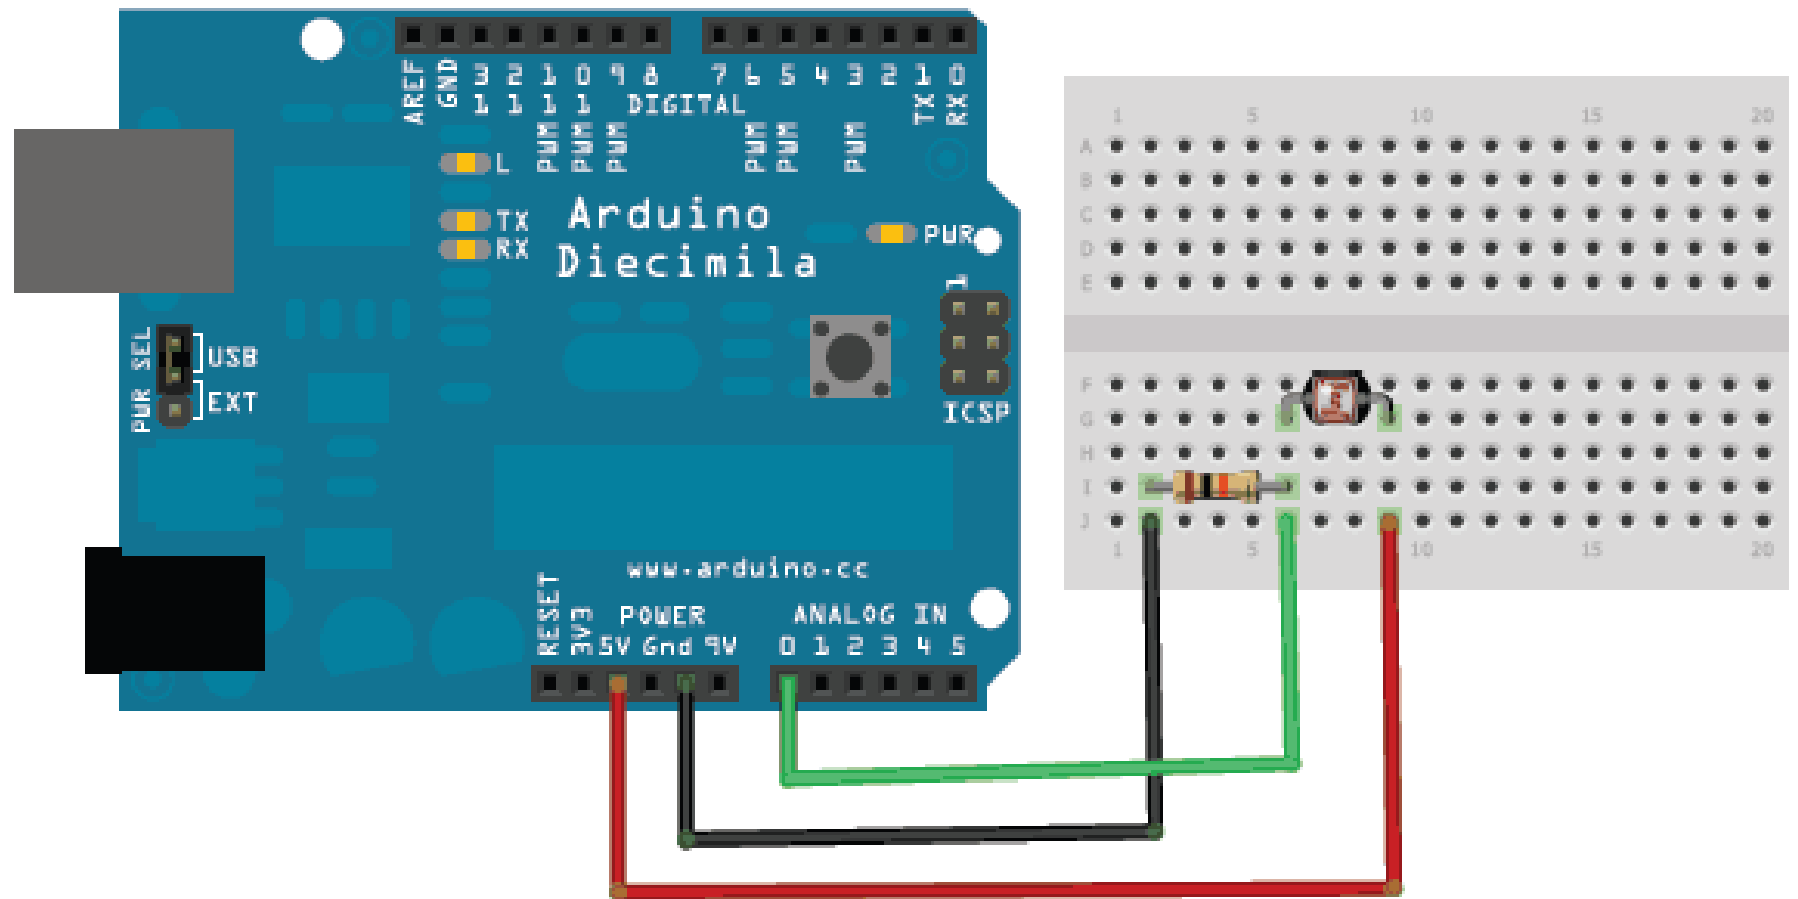 AREF GND 13 12 11 10 9 8 7 6 5 4 3 2 TX 1 RX 0
DIGITAL
PWM PWM PWM PWM PWM PWM
L
TX
RX
Arduino
Diecimila
PWR
1
ICSP
PWR SEL
USB
EXT
www.arduino.cc
POWER
ANALOG IN
RESET 3V3 5V Gnd 9V 0 1 2 3 4 5
1 5 10 15 20
A
B
C
D
E
F
G
H
I
J
1 5 10 15 20